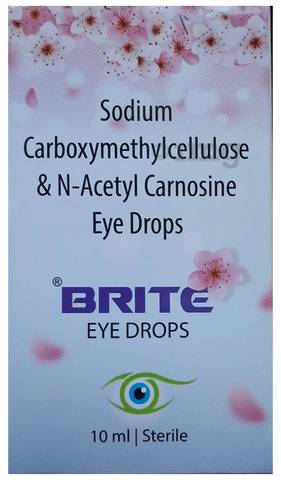 Sodium
Carboxymethylcellulose
& N-Acetyl Carnosine
Eye Drops
® BRITE
EYE DROPS
10 ml | Sterile